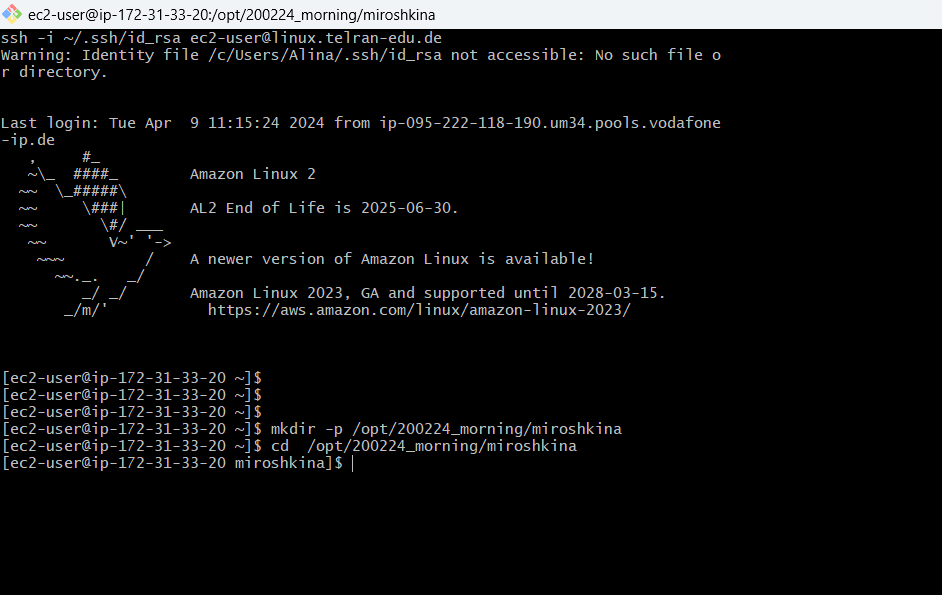 ec2-user@ip-172-31-33-20:/opt/200224_morning/miroshkina
ssh -i ~/.ssh/id_rsa ec2-user@linux.telran-edu.de
Warning: Identity file /c/Users/Alina/.ssh/id_rsa not accessible: No such file o
r directory.
Last login: Tue Apr  9 11:15:24 2024 from ip-095-222-118-190.um34.pools.vodafone
-ip.de
   ,     #_
   ~\_  ####_        Amazon Linux 2
  ~~  \_#####\
  ~~     \###|       AL2 End of Life is 2025-06-30.
  ~~       \#/ ___
   ~~       V~' '->
    ~~~         /    A newer version of Amazon Linux is available!
      ~~._.   _/
         _/ _/       Amazon Linux 2023, GA and supported until 2028-03-15.
       _/m/'           https://aws.amazon.com/linux/amazon-linux-2023/
[ec2-user@ip-172-31-33-20 ~]$
[ec2-user@ip-172-31-33-20 ~]$
[ec2-user@ip-172-31-33-20 ~]$
[ec2-user@ip-172-31-33-20 ~]$ mkdir -p /opt/200224_morning/miroshkina
[ec2-user@ip-172-31-33-20 ~]$ cd  /opt/200224_morning/miroshkina
[ec2-user@ip-172-31-33-20 miroshkina]$